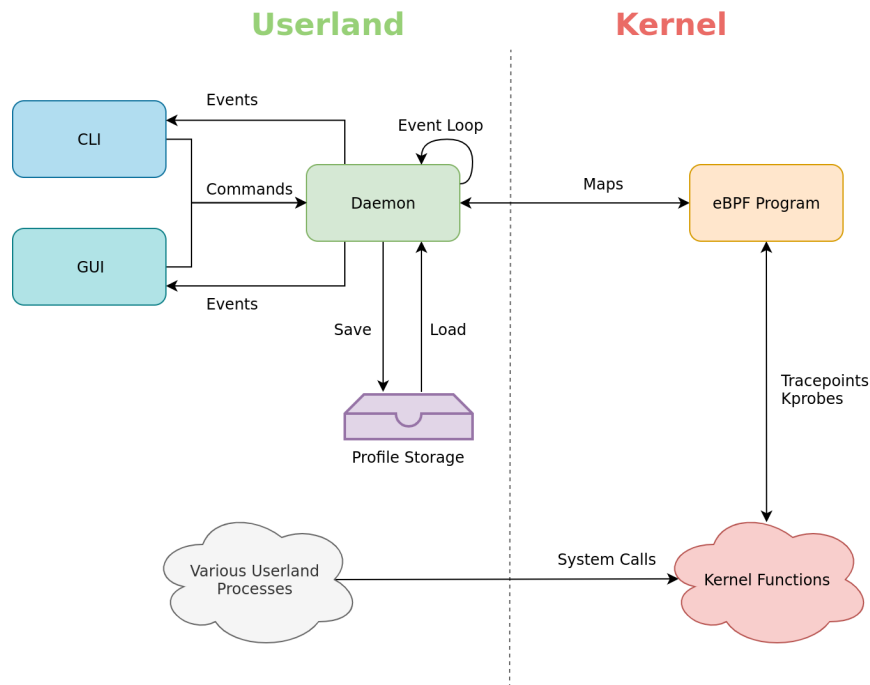 Userland
Kernel
Events
CLI
Event Loop
Commands
Daemon
Maps
eBPF Program
GUI
Events
Save
Load
Tracepoints
Kprobes
Profile Storage
System Calls
Various Userland
Processes
Kernel Functions